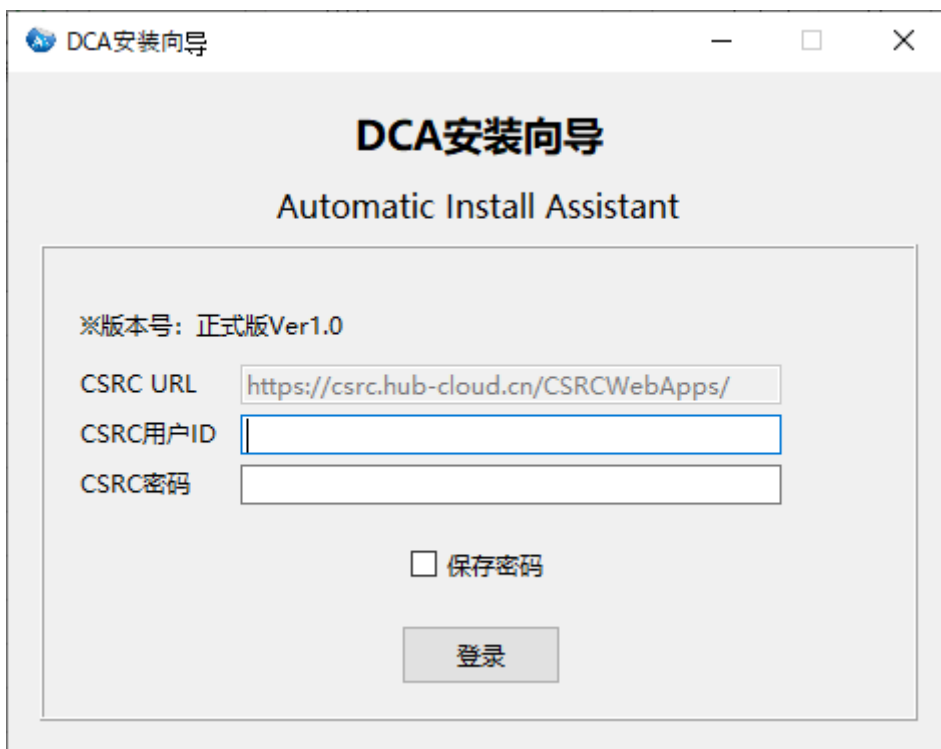 DCA安装向导
DCA安装向导
Automatic Install Assistant
※版本号：正式版Ver1.0
CSRC URL https://csrc.hub-cloud.cn/CSRCWebApps/
CSRC用户ID
CSRC密码
保存密码
登录